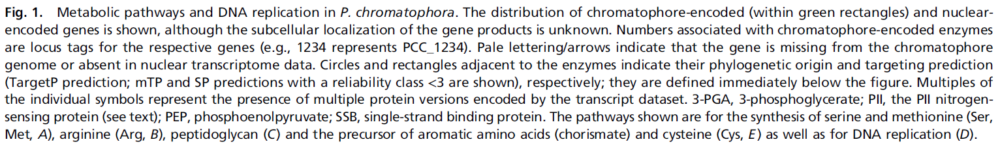 Fig. 1. Metabolic pathways and DNA replication in P. chromatophora. The distribution of chromatophore-encoded (within green rectangles) and nuclear-
encoded genes is shown, although the subcellular localization of the gene products is unknown. Numbers associated with chromatophore-encoded enzymes
are locus tags for the respective genes (e.g., 1234 represents PCC_1234). Pale lettering/arrows indicate that the gene is missing from the chromatophore
genome or absent in nuclear transcriptome data. Circles and rectangles adjacent to the enzymes indicate their phylogenetic origin and targeting prediction
(TargetP prediction; mTP and SP predictions with a reliability class <3 are shown), respectively; they are defined immediately below the figure. Multiples of
the individual symbols represent the presence of multiple protein versions encoded by the transcript dataset. 3-PGA, 3-phosphoglycerate; PII, the PII nitrogen-
sensing protein (see text); PEP, phosphoenolpyruvate; SSB, single-strand binding protein. The pathways shown are for the synthesis of serine and methionine (Ser,
Met, A), arginine (Arg, B), peptidoglycan (C) and the precursor of aromatic amino acids (chorismate) and cysteine (Cys, E) as well as for DNA replication (D).